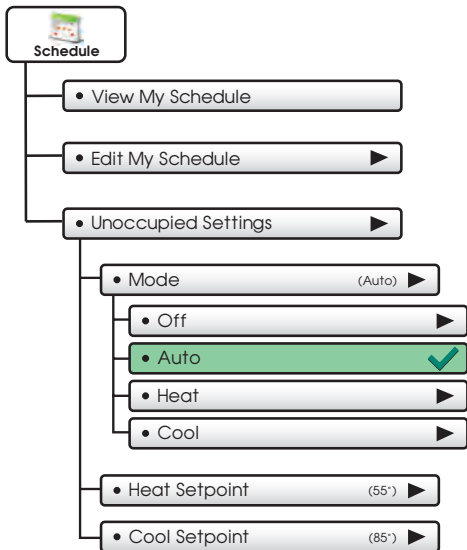 Schedule
• View My Schedule
• Edit My Schedule
• Unoccupied Settings
• Mode (Auto)
• Off
• Auto
• Heat
• Cool
• Heat Setpoint (55°)
• Cool Setpoint (85°)